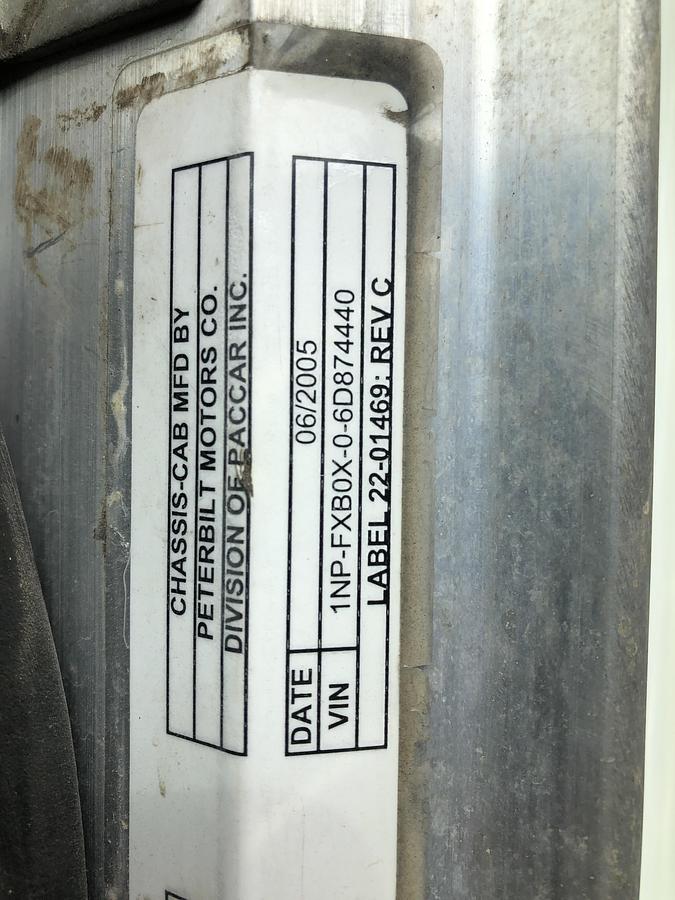 CHASSIS-CAB MFD BY
PETERBILT MOTORS CO.
DIVISION OF PACCAR INC.
DATE 06/2005
VIN 1NP-FXB0X-0-6D874440
LABEL 22-01469: REV C